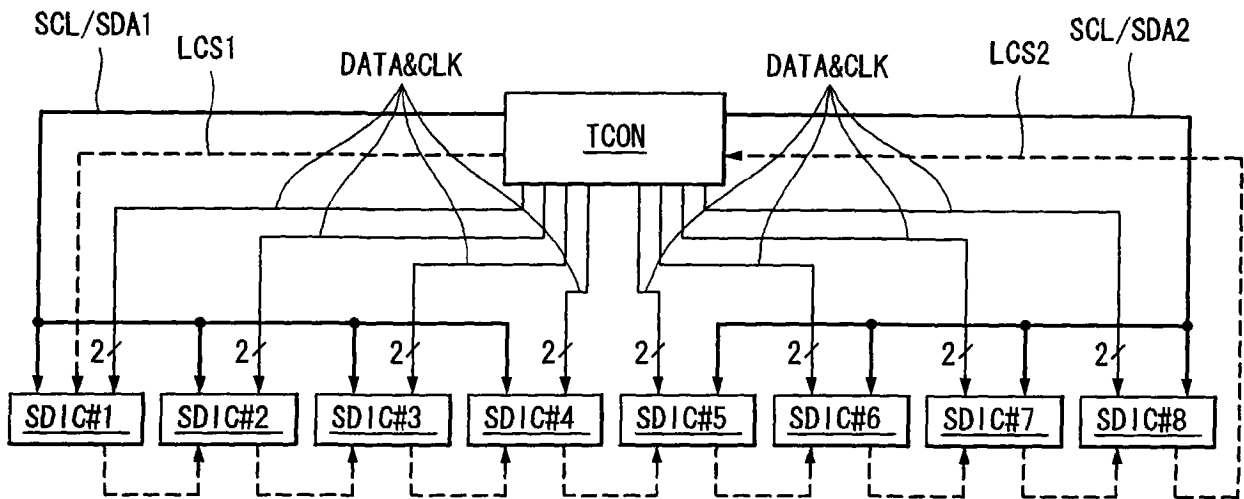 SCL/SDA1
LCS1
DATA&CLK
DATA&CLK
LCS2
SCL/SDA2
TCON
2
2
2
2
2
2
2
2
SDIC#1
SDIC#2
SDIC#3
SDIC#4
SDIC#5
SDIC#6
SDIC#7
SDIC#8